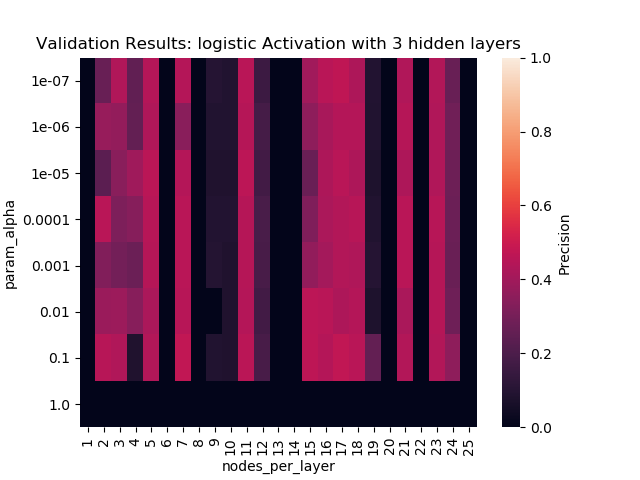 Validation Results: logistic Activation with 3 hidden layers
param_alpha
1e-07
1e-06
1e-05
0.0001
0.001
0.01
0.1
1.0
1 2 3 4 5 6 7 8 9 10 11 12 13 14 15 16 17 18 19 20 21 22 23 24 25
nodes_per_layer
1.0
0.8
0.6
0.4
0.2
0.0
Precision